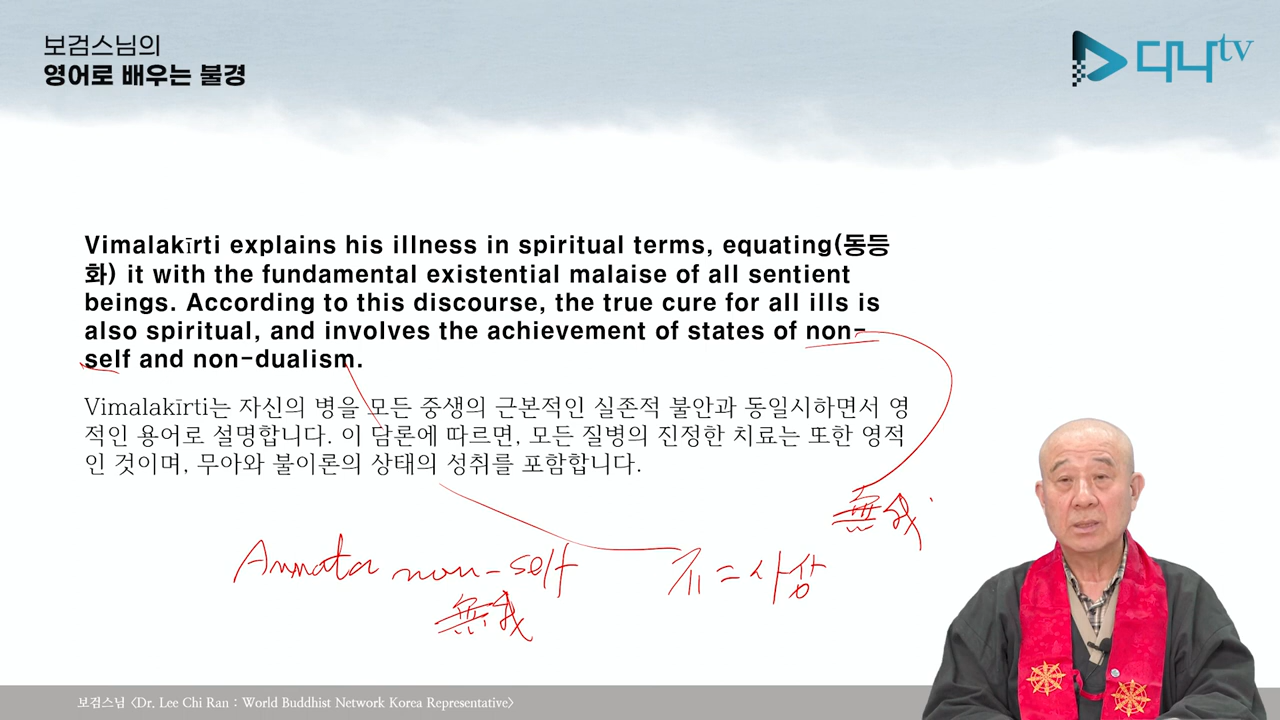 보검스님의
영어로 배우는 불경
다나tv
Vimalakīrti explains his illness in spiritual terms, equating(동등
화) it with the fundamental existential malaise of all sentient
beings. According to this discourse, the true cure for all ills is
also spiritual, and involves the achievement of states of non-
self and non-dualism.
Vimalakīrti는 자신의 병을 모든 중생의 근본적인 실존적 불안과 동일시하면서 영
적인 용어로 설명합니다. 이 담론에 따르면, 모든 질병의 진정한 치료는 또한 영적
인 것이며, 무아와 불이론의 상태의 성취를 포함합니다.
無我
Annata non-self
不二사상
無我
보검스님 <Dr. Lee Chi Ran : World Buddhist Network Korea Representative>